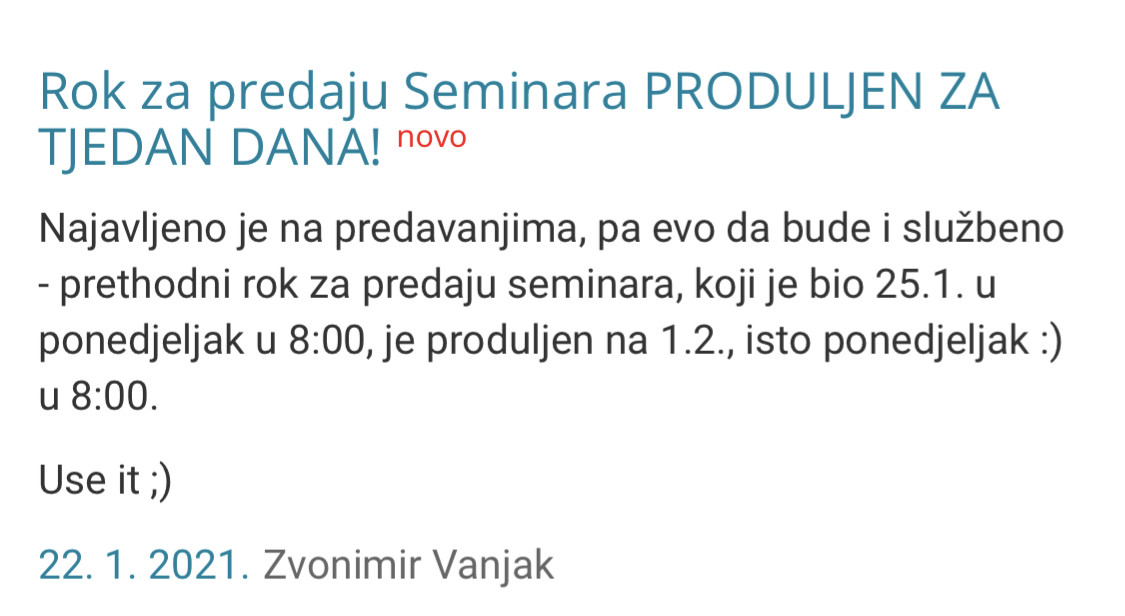 Rok za predaju Seminara PRODULJEN ZA
TJEDAN DANA! novo
Najavljeno je na predavanjima, pa evo da bude i službeno
- prethodni rok za predaju seminara, koji je bio 25.1. u
ponedjeljak u 8:00, je produljen na 1.2., isto ponedjeljak :)
u 8:00.
Use it ;)
22. 1. 2021. Zvonimir Vanjak